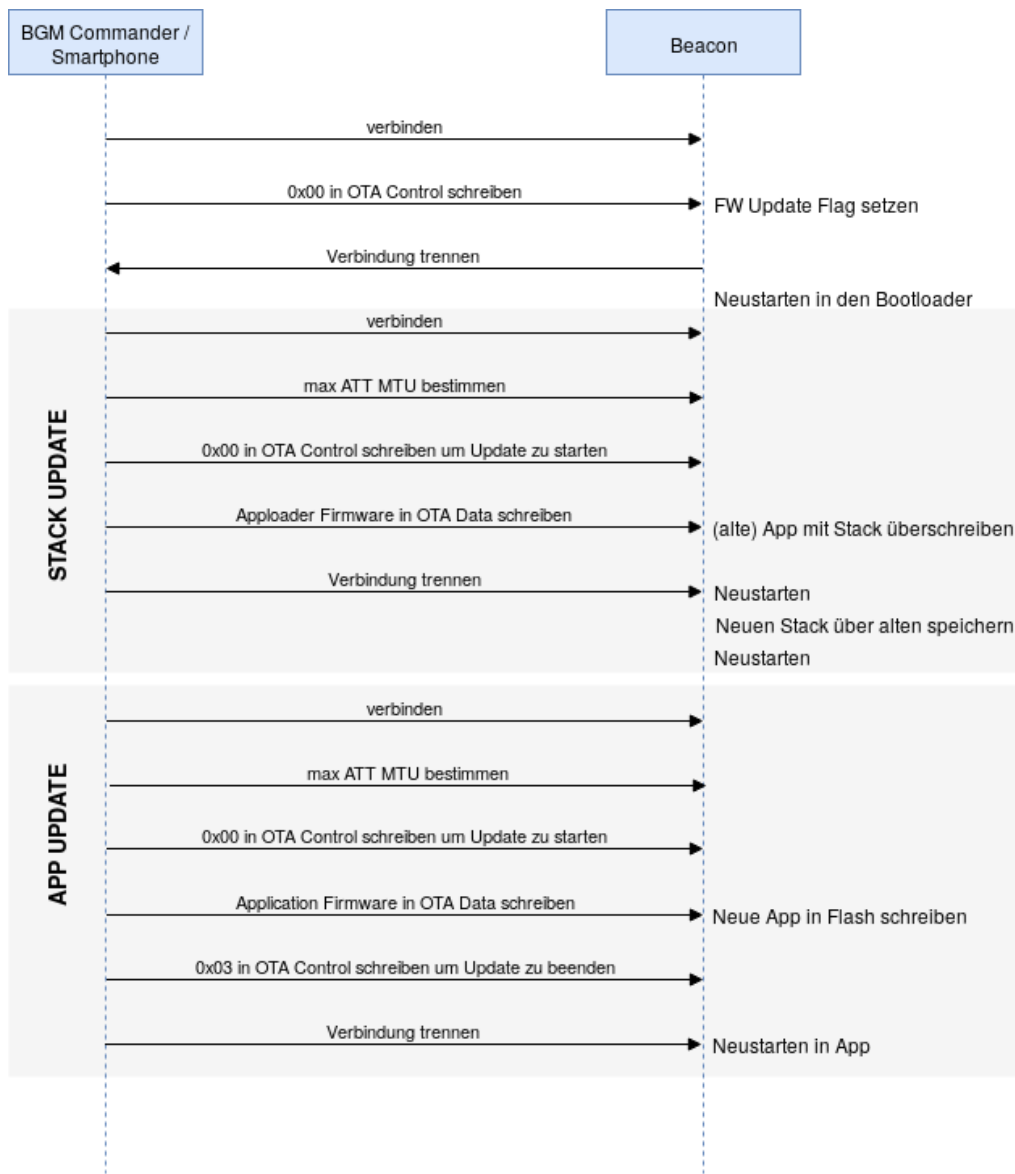 BGM Commander /
Smartphone
Beacon
verbinden
0x00 in OTA Control schreiben
FW Update Flag setzen
Verbindung trennen
Neustarten in den Bootloader
STACK UPDATE
verbinden
max ATT MTU bestimmen
0x00 in OTA Control schreiben um Update zu starten
Apploader Firmware in OTA Data schreiben
(alte) App mit Stack überschreiben
Verbindung trennen
Neustarten
Neuen Stack über alten speichern
Neustarten
APP UPDATE
verbinden
max ATT MTU bestimmen
0x00 in OTA Control schreiben um Update zu starten
Application Firmware in OTA Data schreiben
Neue App in Flash schreiben
0x03 in OTA Control schreiben um Update zu beenden
Verbindung trennen
Neustarten in App